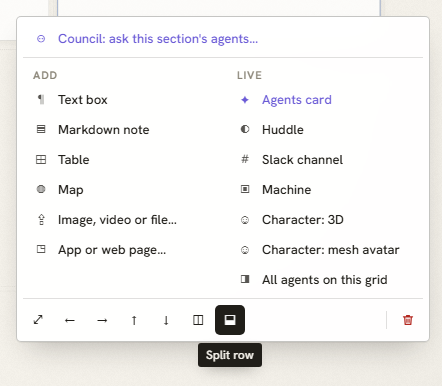 Council: ask this section's agents...
ADD
Text box
Markdown note
Table
Map
Image, video or file...
App or web page...
LIVE
Agents card
Huddle
# Slack channel
Machine
Character: 3D
Character: mesh avatar
All agents on this grid
Split row